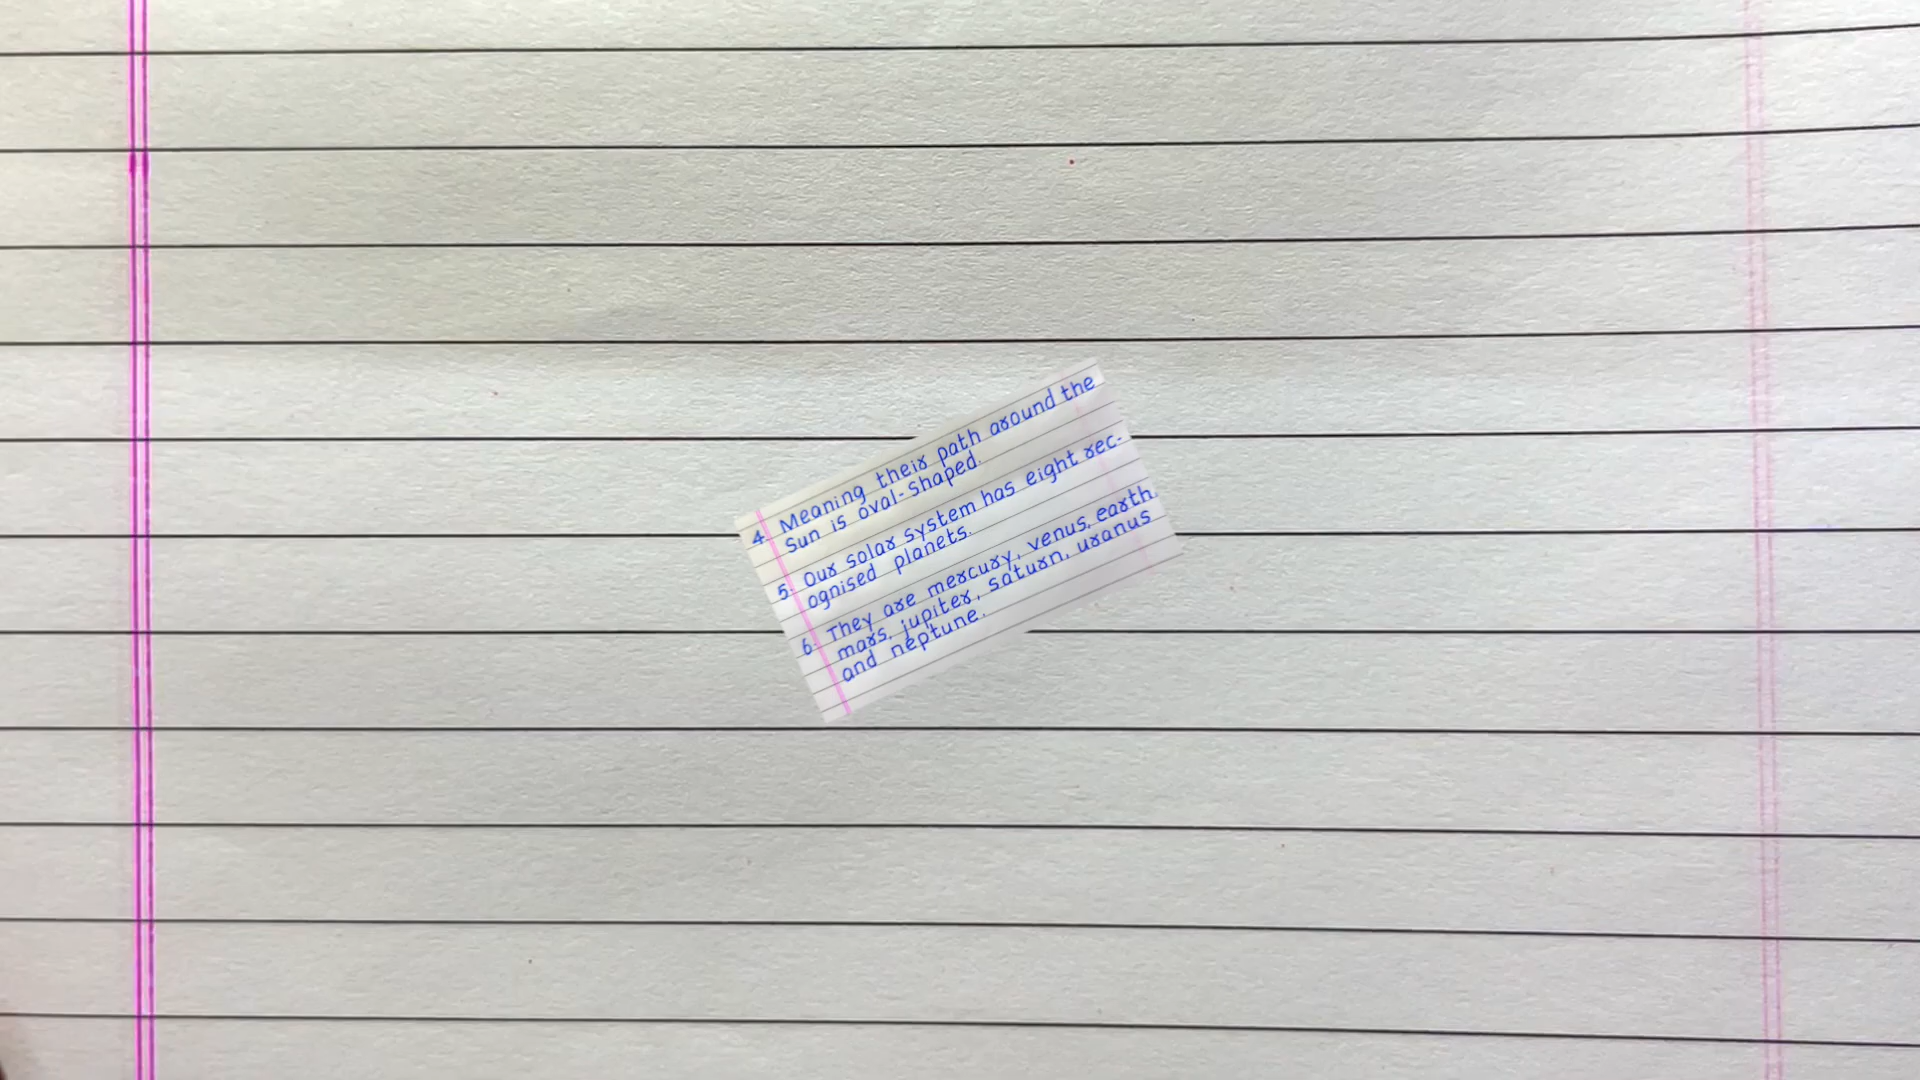 4. Meaning their path around the
Sun is oval-shaped.
5. Our solar system has eight rec-
ognised planets.
6. They are mercury, venus, earth,
mars, jupiter, saturn, uranus
and neptune.